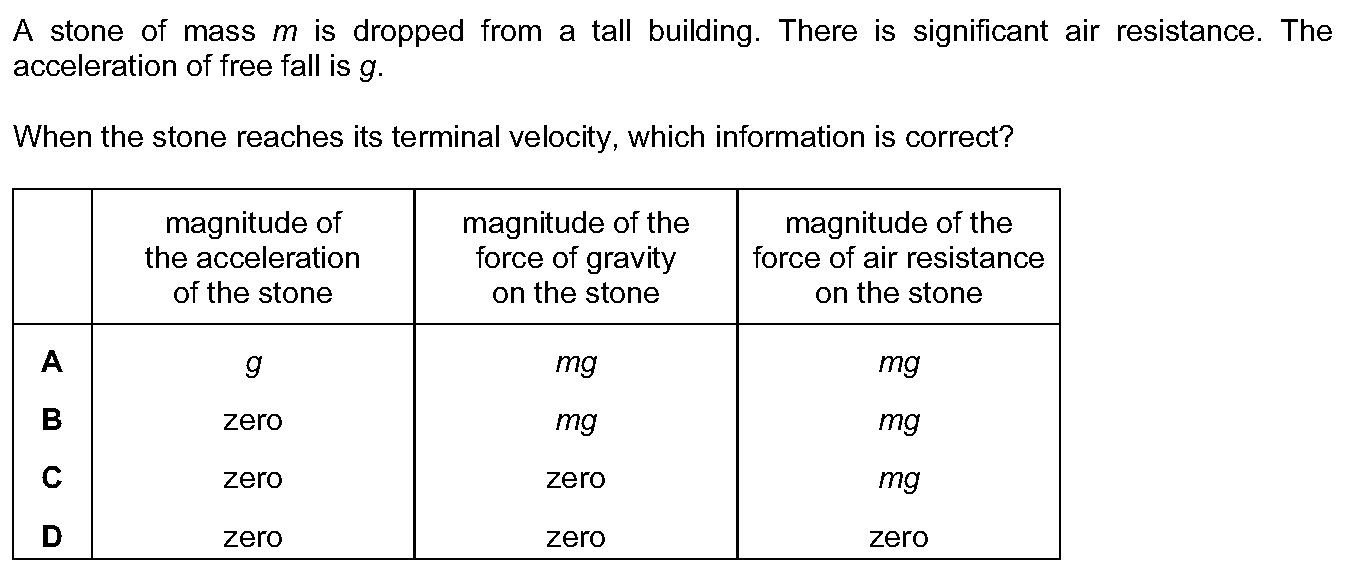 A stone of mass m is dropped from a tall building. There is significant air resistance. The
acceleration of free fall is g.
When the stone reaches its terminal velocity, which information is correct?
magnitude of
the acceleration
of the stone
magnitude of the
force of gravity
on the stone
magnitude of the
force of air resistance
on the stone
A g mg mg
B zero mg mg
C zero zero mg
D zero zero zero